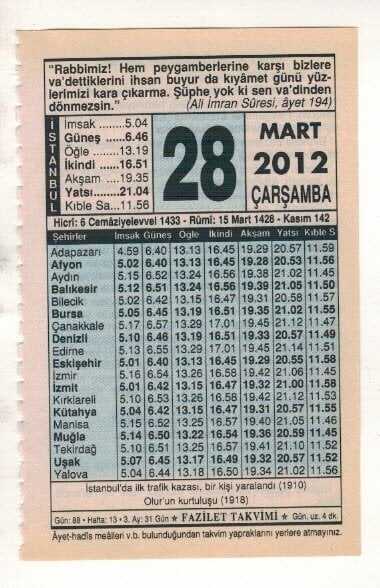 "Rabbimiz! Hem peygamberlerine karşı bizlere
va'dettiklerini ihsan buyur da kıyâmet günü yüz-
lerimizi kara çıkarma. Şüphe yok ki sen va'dinden
dönmezsin." (Ali İmran Sûresi, âyet 194)
İSTANBUL
İmsak ........5.04
Güneş ......6.46
Öğle ........13.19
İkindi ......16.51
Akşam ...19.35
Yatsı.......21.04
Kıble Sa...11.56
28
MART
2012
ÇARŞAMBA
Hicrî: 6 Cemâziyelevvel 1433 - Rûmî: 15 Mart 1428 - Kasım 142
Şehirler İmsak Güneş Öğle İkindi Akşam Yatsı Kıble S
Adapazarı 4.59 6.40 13.13 16.45 19.29 20.57 11.59
Afyon 5.02 6.40 13.13 16.45 19.28 20.53 11.56
Aydın 5.15 6.52 13.24 16.56 19.38 21.02 11.45
Balıkesir 5.12 6.51 13.24 16.56 19.39 21.05 11.50
Bilecik 5.02 6.42 13.15 16.47 19.31 20.58 11.57
Bursa 5.05 6.45 13.19 16.51 19.35 21.02 11.55
Çanakkale 5.17 6.57 13.29 17.01 19.45 21.12 11.47
Denizli 5.10 6.46 13.19 16.51 19.33 20.57 11.49
Edirne 5.13 6.55 13.29 17.01 19.45 21.14 11.51
Eskişehir 5.01 6.40 13.13 16.45 19.29 20.55 11.58
İzmir 5.16 6.54 13.26 16.58 19.42 21.06 11.45
İzmit 5.01 6.42 13.15 16.47 19.32 21.00 11.58
Kırklareli 5.10 6.53 13.26 16.58 19.42 21.12 11.53
Kütahya 5.04 6.42 13.15 16.47 19.31 20.57 11.55
Manisa 5.15 6.52 13.25 16.57 19.40 21.05 11.46
Muğla 5.14 6.50 13.22 16.54 19.36 20.59 11.45
Tekirdağ 5.10 6.51 13.25 16.57 19.41 21.10 11.52
Uşak 5.07 6.45 13.17 16.49 19.32 20.57 11.52
Yalova 5.04 6.44 13.18 16.50 19.34 21.02 11.56
İstanbul'da ilk trafik kazası, bir kişi yaralandı (1910)
Olur'un kurtuluşu (1918)
Gün: 88 • Hafta: 13 • 3. Ay: 31 Gün ★ FAZİLET TAKVİMİ ★ Gün. uz. 4 dk.
Âyet-hadîs meâlleri v.b. bulunduğundan takvim yapraklarını yerlere atmayınız.